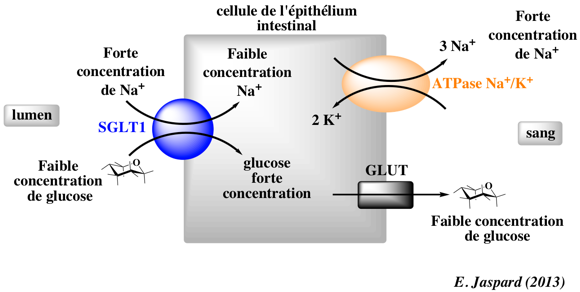 cellule de l'épithélium
intestinal
Forte
concentration
de Na+
Faible
concentration
Na+
3 Na+
Forte
concentration
de Na+
ATPase Na+/K+
2 K+
lumen
SGLT1
sang
Faible
concentration
de glucose
glucose
forte
concentration
GLUT
Faible concentration
de glucose
E. Jaspard (2013)